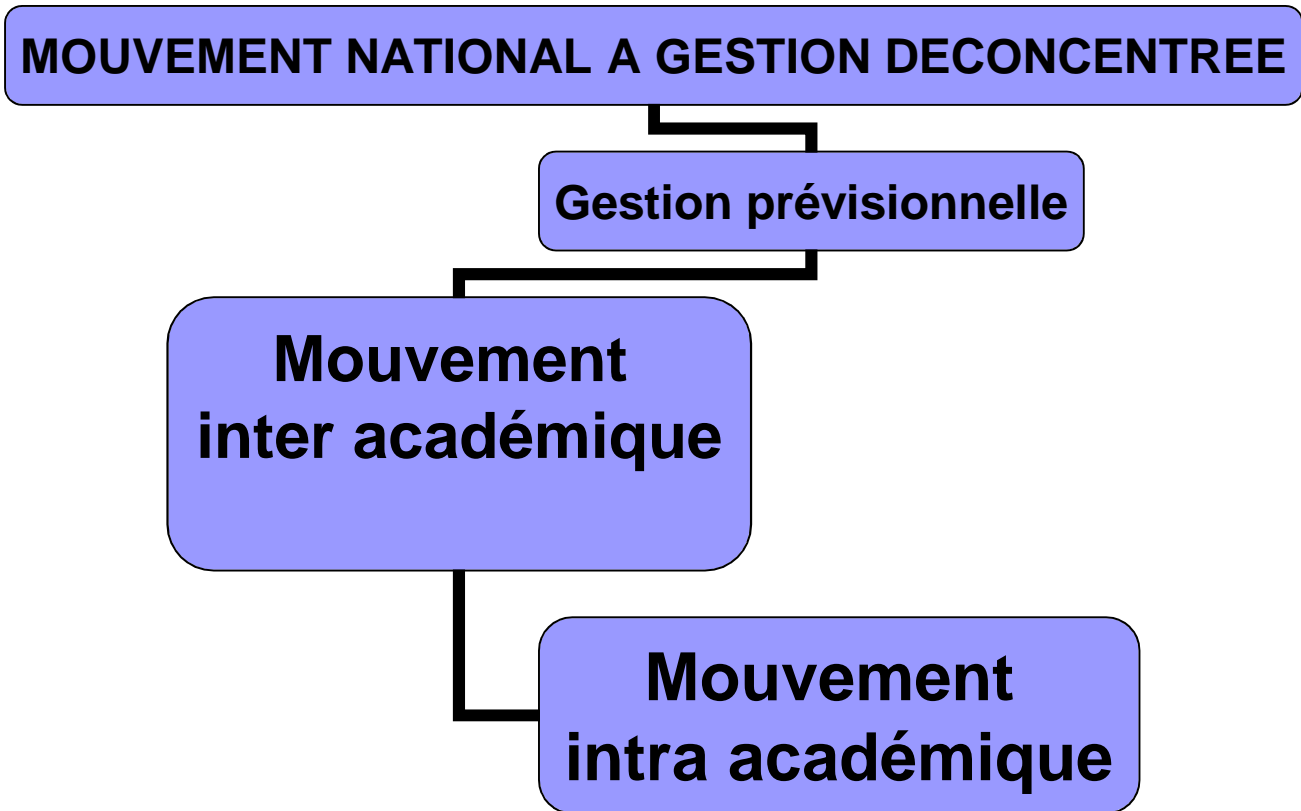 MOUVEMENT NATIONAL A GESTION DECONCENTREE
Gestion prévisionnelle
Mouvement
inter académique
Mouvement
intra académique